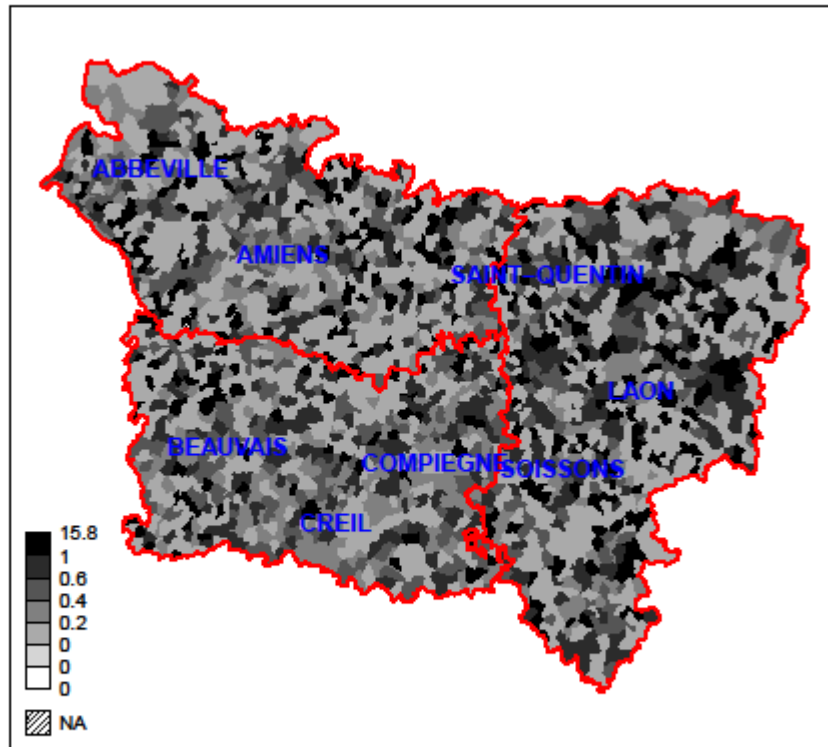 ABBEVILLE
AMIENS
SAINT-QUENTIN
LAON
BEAUVAIS
COMPIEGNE
SOISSONS
CREIL
15.8
1
0.6
0.4
0.2
0
0
0
NA